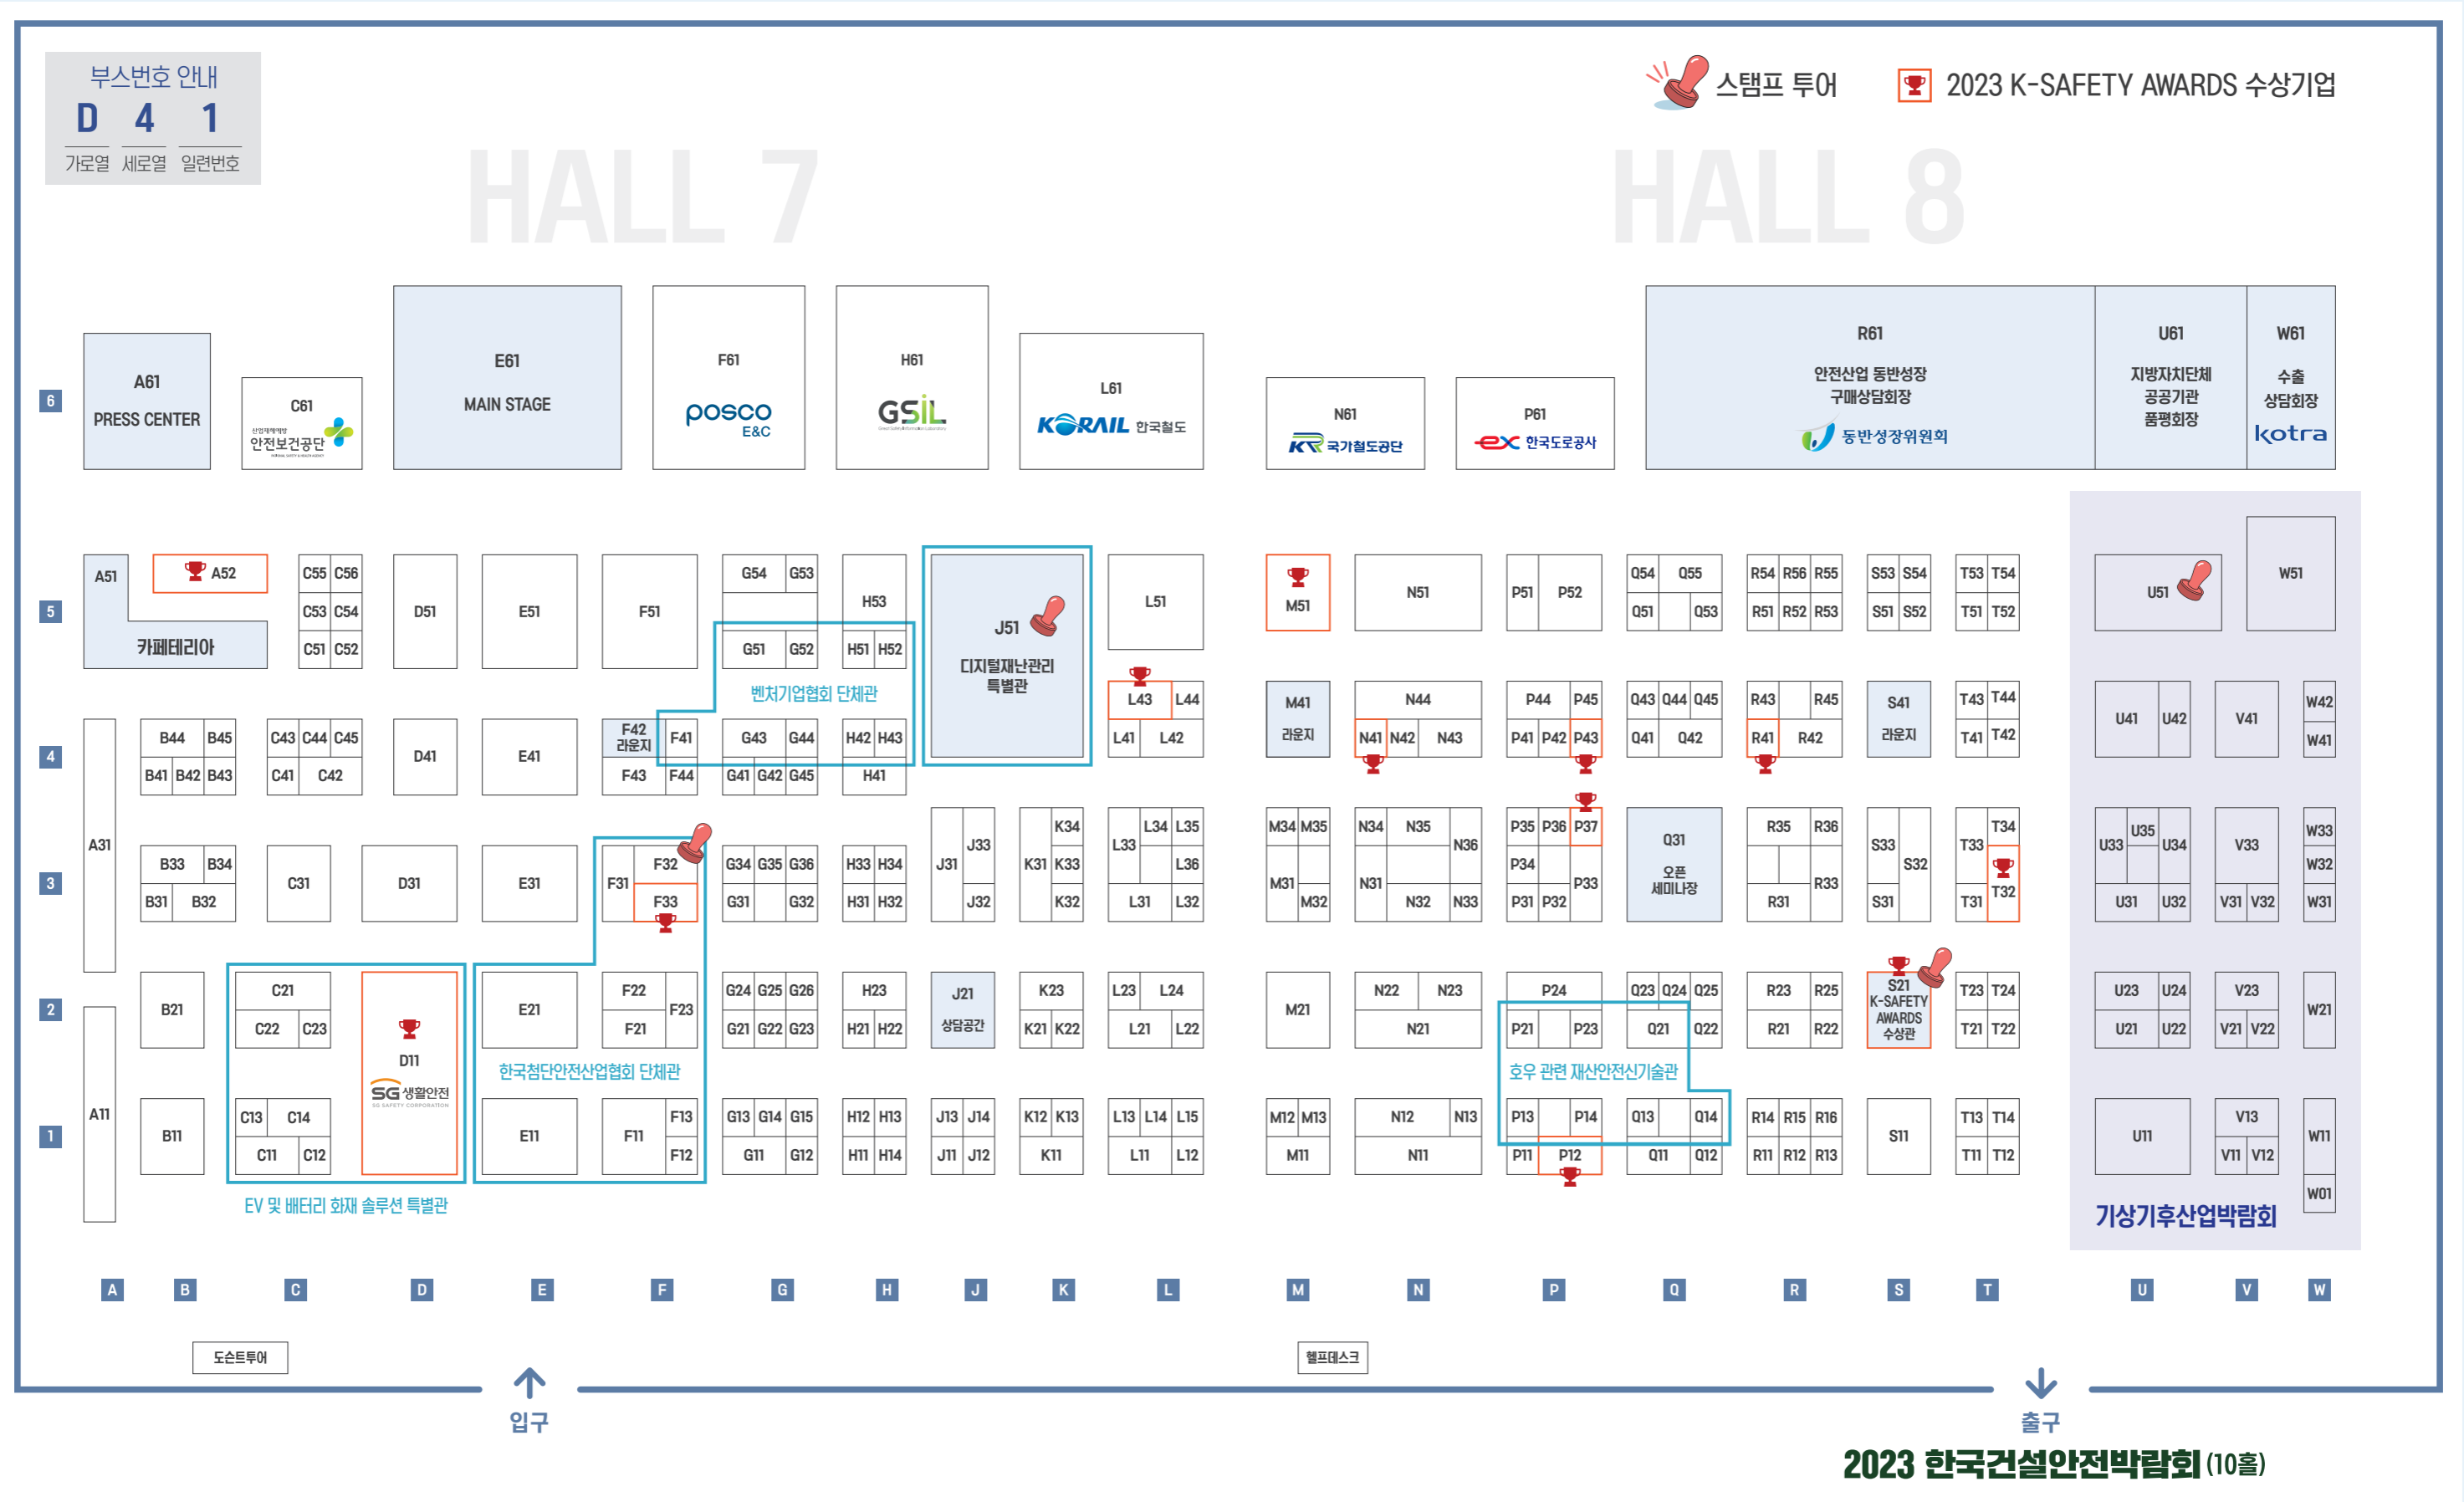 부스번호 안내
D 4 1
가로열 세로열 일련번호
스탬프 투어
2023 K-SAFETY AWARDS 수상기업
HALL 7
HALL 8
6
A61
PRESS CENTER
C61
산업재해예방
안전보건공단
E61
MAIN STAGE
F61
posco
E&C
H61
GSiL
L61
KORAIL 한국철도
N61
KR 국가철도공단
P61
ex 한국도로공사
R61
안전산업 동반성장
구매상담회장
동반성장위원회
U61
지방자치단체
공공기관
품평회장
W61
수출
상담회장
kotra
5
A51
카페테리아
A52
C55 C56
C53 C54
C51 C52
D51
E51
F51
G54 G53
G51 G52
H53
H51 H52
벤처기업협회 단체관
J51
디지털재난관리
특별관
L51
M51
N51
P51 P52
Q54 Q55
Q51 Q53
R54 R56 R55
R51 R52 R53
S53 S54
S51 S52
T53 T54
T51 T52
U51
W51
4
A31
B44 B45
B41 B42 B43
C43 C44 C45
C41 C42
D41
E41
F42
라운지
F41
F43 F44
G43 G44
G41 G42 G45
H42 H43
H41
L43 L44
L41 L42
M41
라운지
N44
N41 N42 N43
P44 P45
P41 P42 P43
Q43 Q44 Q45
Q41 Q42
R43 R45
R41 R42
S41
라운지
T43 T44
T41 T42
U41 U42
V41
W42
W41
3
B33 B34
B31 B32
C31
D31
E31
F31
F32
F33
G34 G35 G36
G31 G32
H33 H34
H31 H32
J31
J33
J32
K34
K31 K33
K32
L34 L35
L33
L36
L31 L32
M34 M35
M31
M32
N34 N35
N36
N31
N32 N33
P35 P36 P37
P34
P33
P31 P32
Q31
오픈
세미나장
R35 R36
R33
R31
S33
S32
S31
T34
T33
T32
T31
U35
U33 U34
U31 U32
V33
V31 V32
W33
W32
W31
2
A11
B21
C21
C22 C23
D11
SG 생활안전
SG SAFETY CORPORATION
E21
F22
F23
F21
한국첨단안전산업협회 단체관
G24 G25 G26
G21 G22 G23
H23
H21 H22
J21
상담공간
K23
K21 K22
L23 L24
L21 L22
M21
N22 N23
N21
P24
P21 P23
호우 관련 재산안전신기술관
Q23 Q24 Q25
Q21 Q22
R23 R25
R21 R22
S21
K-SAFETY
AWARDS
수상관
T23 T24
T21 T22
U23 U24
U21 U22
V23
V21 V22
W21
1
B11
C13 C14
C11 C12
EV 및 배터리 화재 솔루션 특별관
E11
F11
F13
F12
G13 G14 G15
G11 G12
H12 H13
H11 H14
J13 J14
J11 J12
K12 K13
K11
L13 L14 L15
L11 L12
M12 M13
M11
N12 N13
N11
P13 P14
P11 P12
Q13 Q14
Q11 Q12
R14 R15 R16
R11 R12 R13
S11
T13 T14
T11 T12
U11
V13
V11 V12
W11
W01
기상기후산업박람회
A B C D E F G H J K L M N P Q R S T U V W
도슨트투어
헬프데스크
입구
출구
2023 한국건설안전박람회 (10홀)